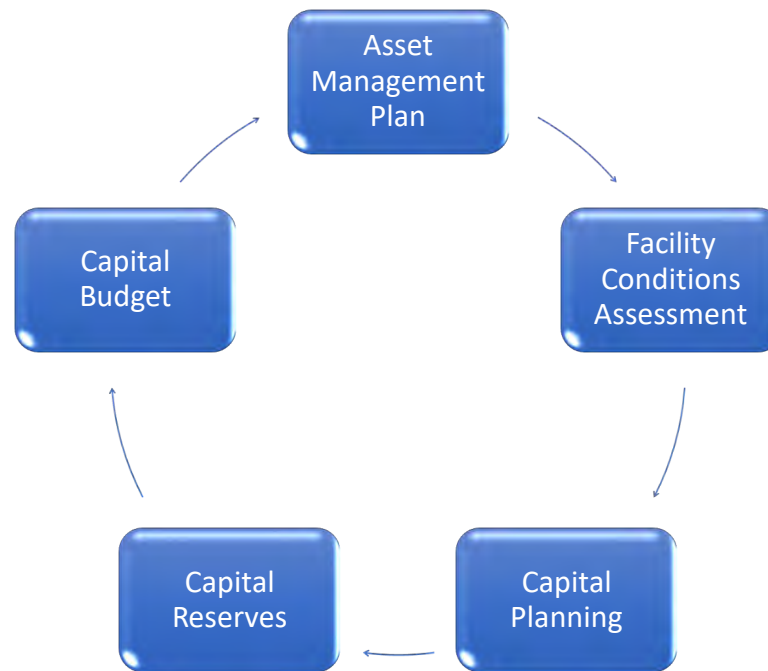 Asset
Management
Plan
Facility
Conditions
Assessment
Capital
Planning
Capital
Reserves
Capital
Budget